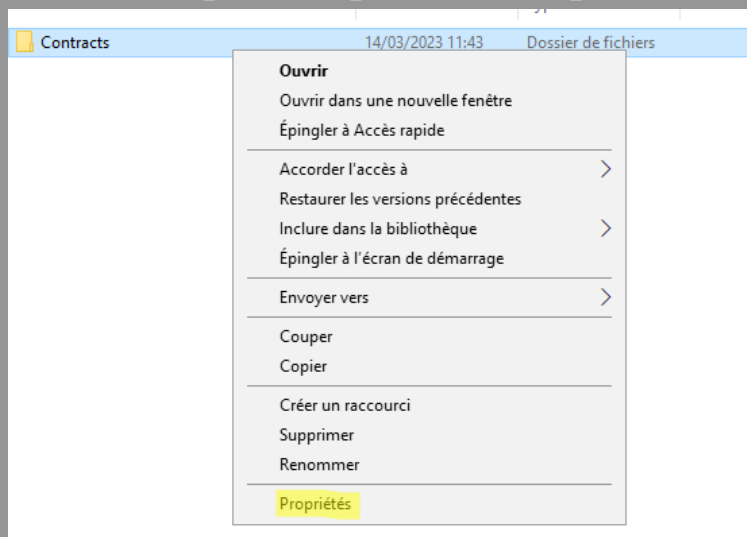 Contracts 14/03/2023 11:43 Dossier de fichiers
Ouvrir
Ouvrir dans une nouvelle fenêtre
Épingler à Accès rapide
Accorder l'accès à
Restaurer les versions précédentes
Inclure dans la bibliothèque
Épingler à l'écran de démarrage
Envoyer vers
Couper
Copier
Créer un raccourci
Supprimer
Renommer
Propriétés